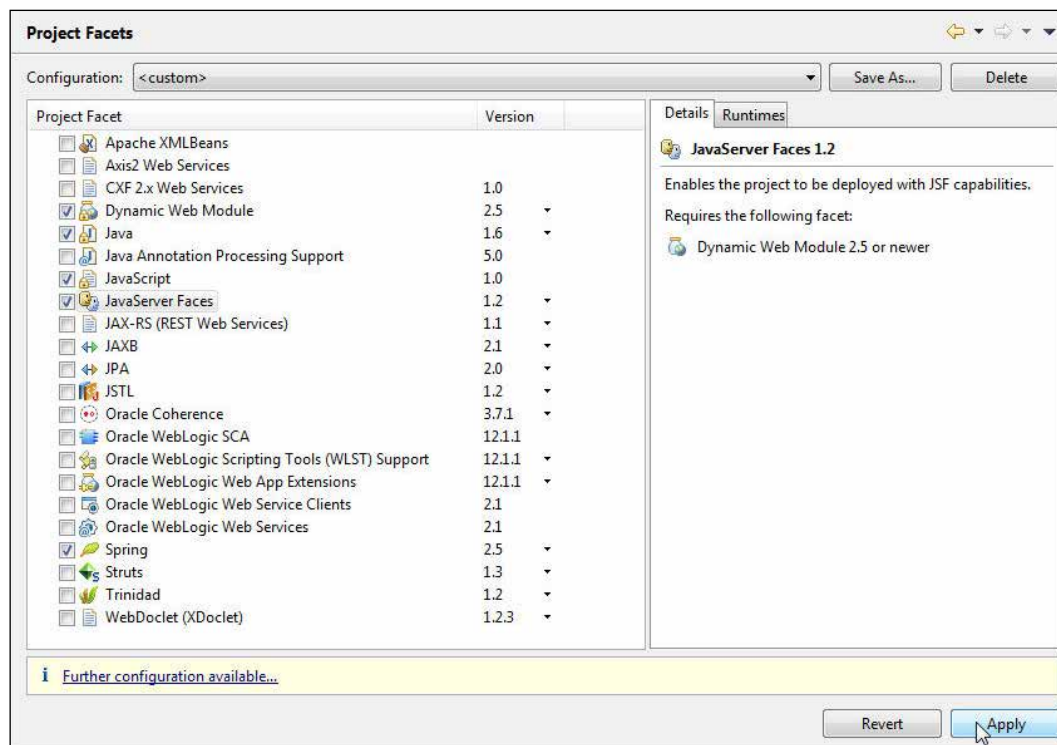 Project Facets
Configuration: <custom> Save As... Delete
Project Facet Version
Details Runtimes
Apache XMLBeans
Axis2 Web Services
CXF 2.x Web Services 1.0
Dynamic Web Module 2.5
Java 1.6
Java Annotation Processing Support 5.0
JavaScript 1.0
JavaServer Faces 1.2
JAX-RS (REST Web Services) 1.1
JAXB 2.1
JPA 2.0
JSTL 1.2
Oracle Coherence 3.7.1
Oracle WebLogic SCA 12.1.1
Oracle WebLogic Scripting Tools (WLST) Support 12.1.1
Oracle WebLogic Web App Extensions 12.1.1
Oracle WebLogic Web Service Clients 2.1
Oracle WebLogic Web Services 2.1
Spring 2.5
Struts 1.3
Trinidad 1.2
WebDoclet (XDoclet) 1.2.3
JavaServer Faces 1.2
Enables the project to be deployed with JSF capabilities.
Requires the following facet:
Dynamic Web Module 2.5 or newer
Further configuration available...
Revert Apply